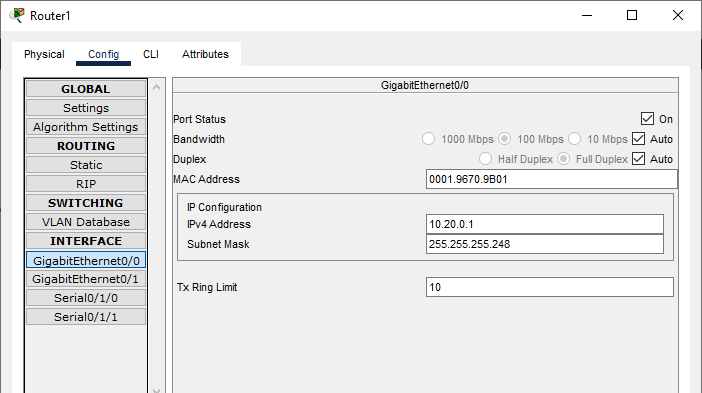 Router1
Physical Config CLI Attributes
GLOBAL
Settings
Algorithm Settings
ROUTING
Static
RIP
SWITCHING
VLAN Database
INTERFACE
GigabitEthernet0/0
GigabitEthernet0/1
Serial0/1/0
Serial0/1/1
GigabitEthernet0/0
Port Status On
Bandwidth 1000 Mbps 100 Mbps 10 Mbps Auto
Duplex Half Duplex Full Duplex Auto
MAC Address 0001.9670.9B01
IP Configuration
IPv4 Address 10.20.0.1
Subnet Mask 255.255.255.248
Tx Ring Limit 10